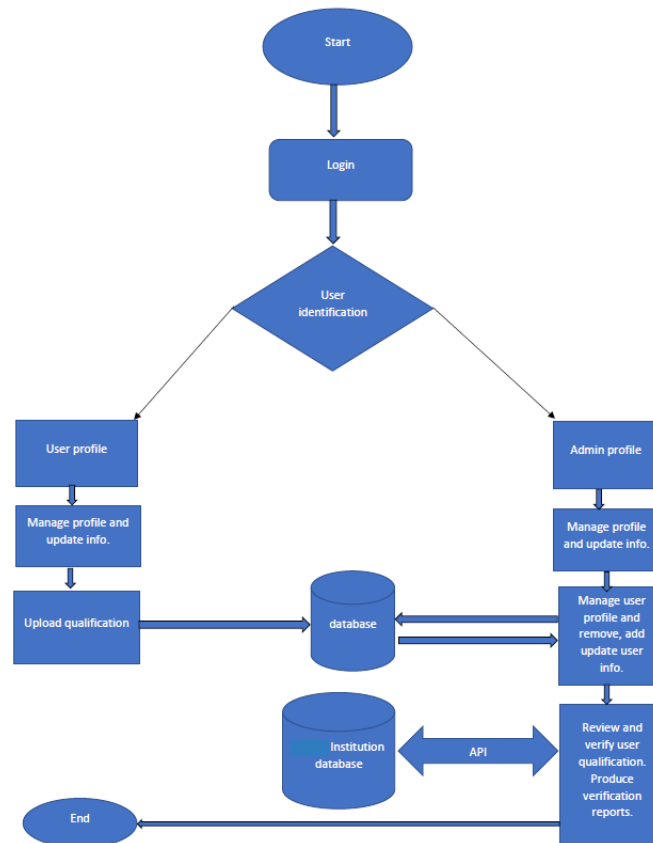 Start
Login
User
identification
User profile
Admin profile
Manage profile and
update info.
Manage profile
and update info.
Upload qualification
database
Manage user
profile and
remove, add
update user
info.
Institution
database
API
Review and
verify user
qualification.
Produce
verification
reports.
End